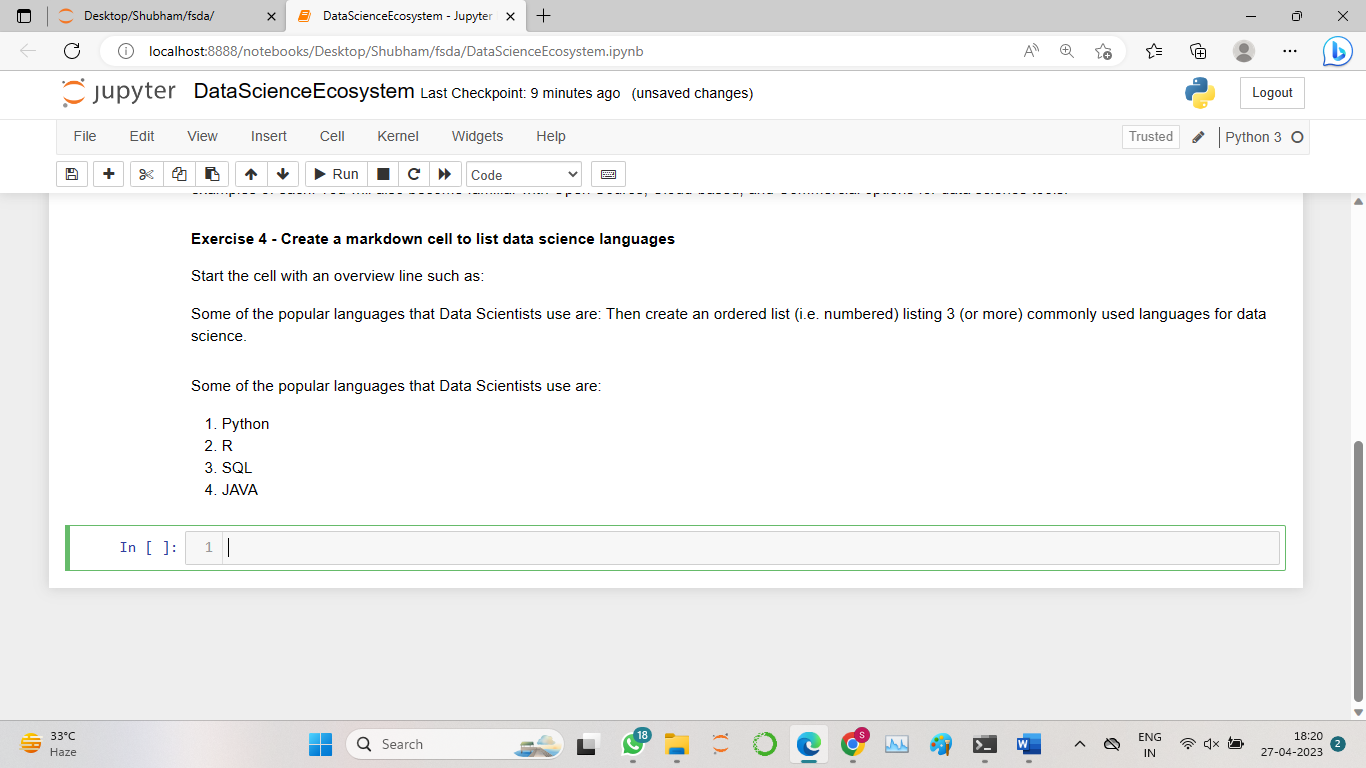 Desktop/Shubham/fsda/
DataScienceEcosystem - Jupyter
localhost:8888/notebooks/Desktop/Shubham/fsda/DataScienceEcosystem.ipynb
jupyter DataScienceEcosystem Last Checkpoint: 9 minutes ago (unsaved changes)
Logout
File Edit View Insert Cell Kernel Widgets Help
Trusted Python 3
Run Code
Exercise 4 - Create a markdown cell to list data science languages
Start the cell with an overview line such as:
Some of the popular languages that Data Scientists use are: Then create an ordered list (i.e. numbered) listing 3 (or more) commonly used languages for data
science.
Some of the popular languages that Data Scientists use are:
1. Python
2. R
3. SQL
4. JAVA
In [ ]: 1
33°C
Haze
Search
18
S
ENG
IN
18:20
27-04-2023
2